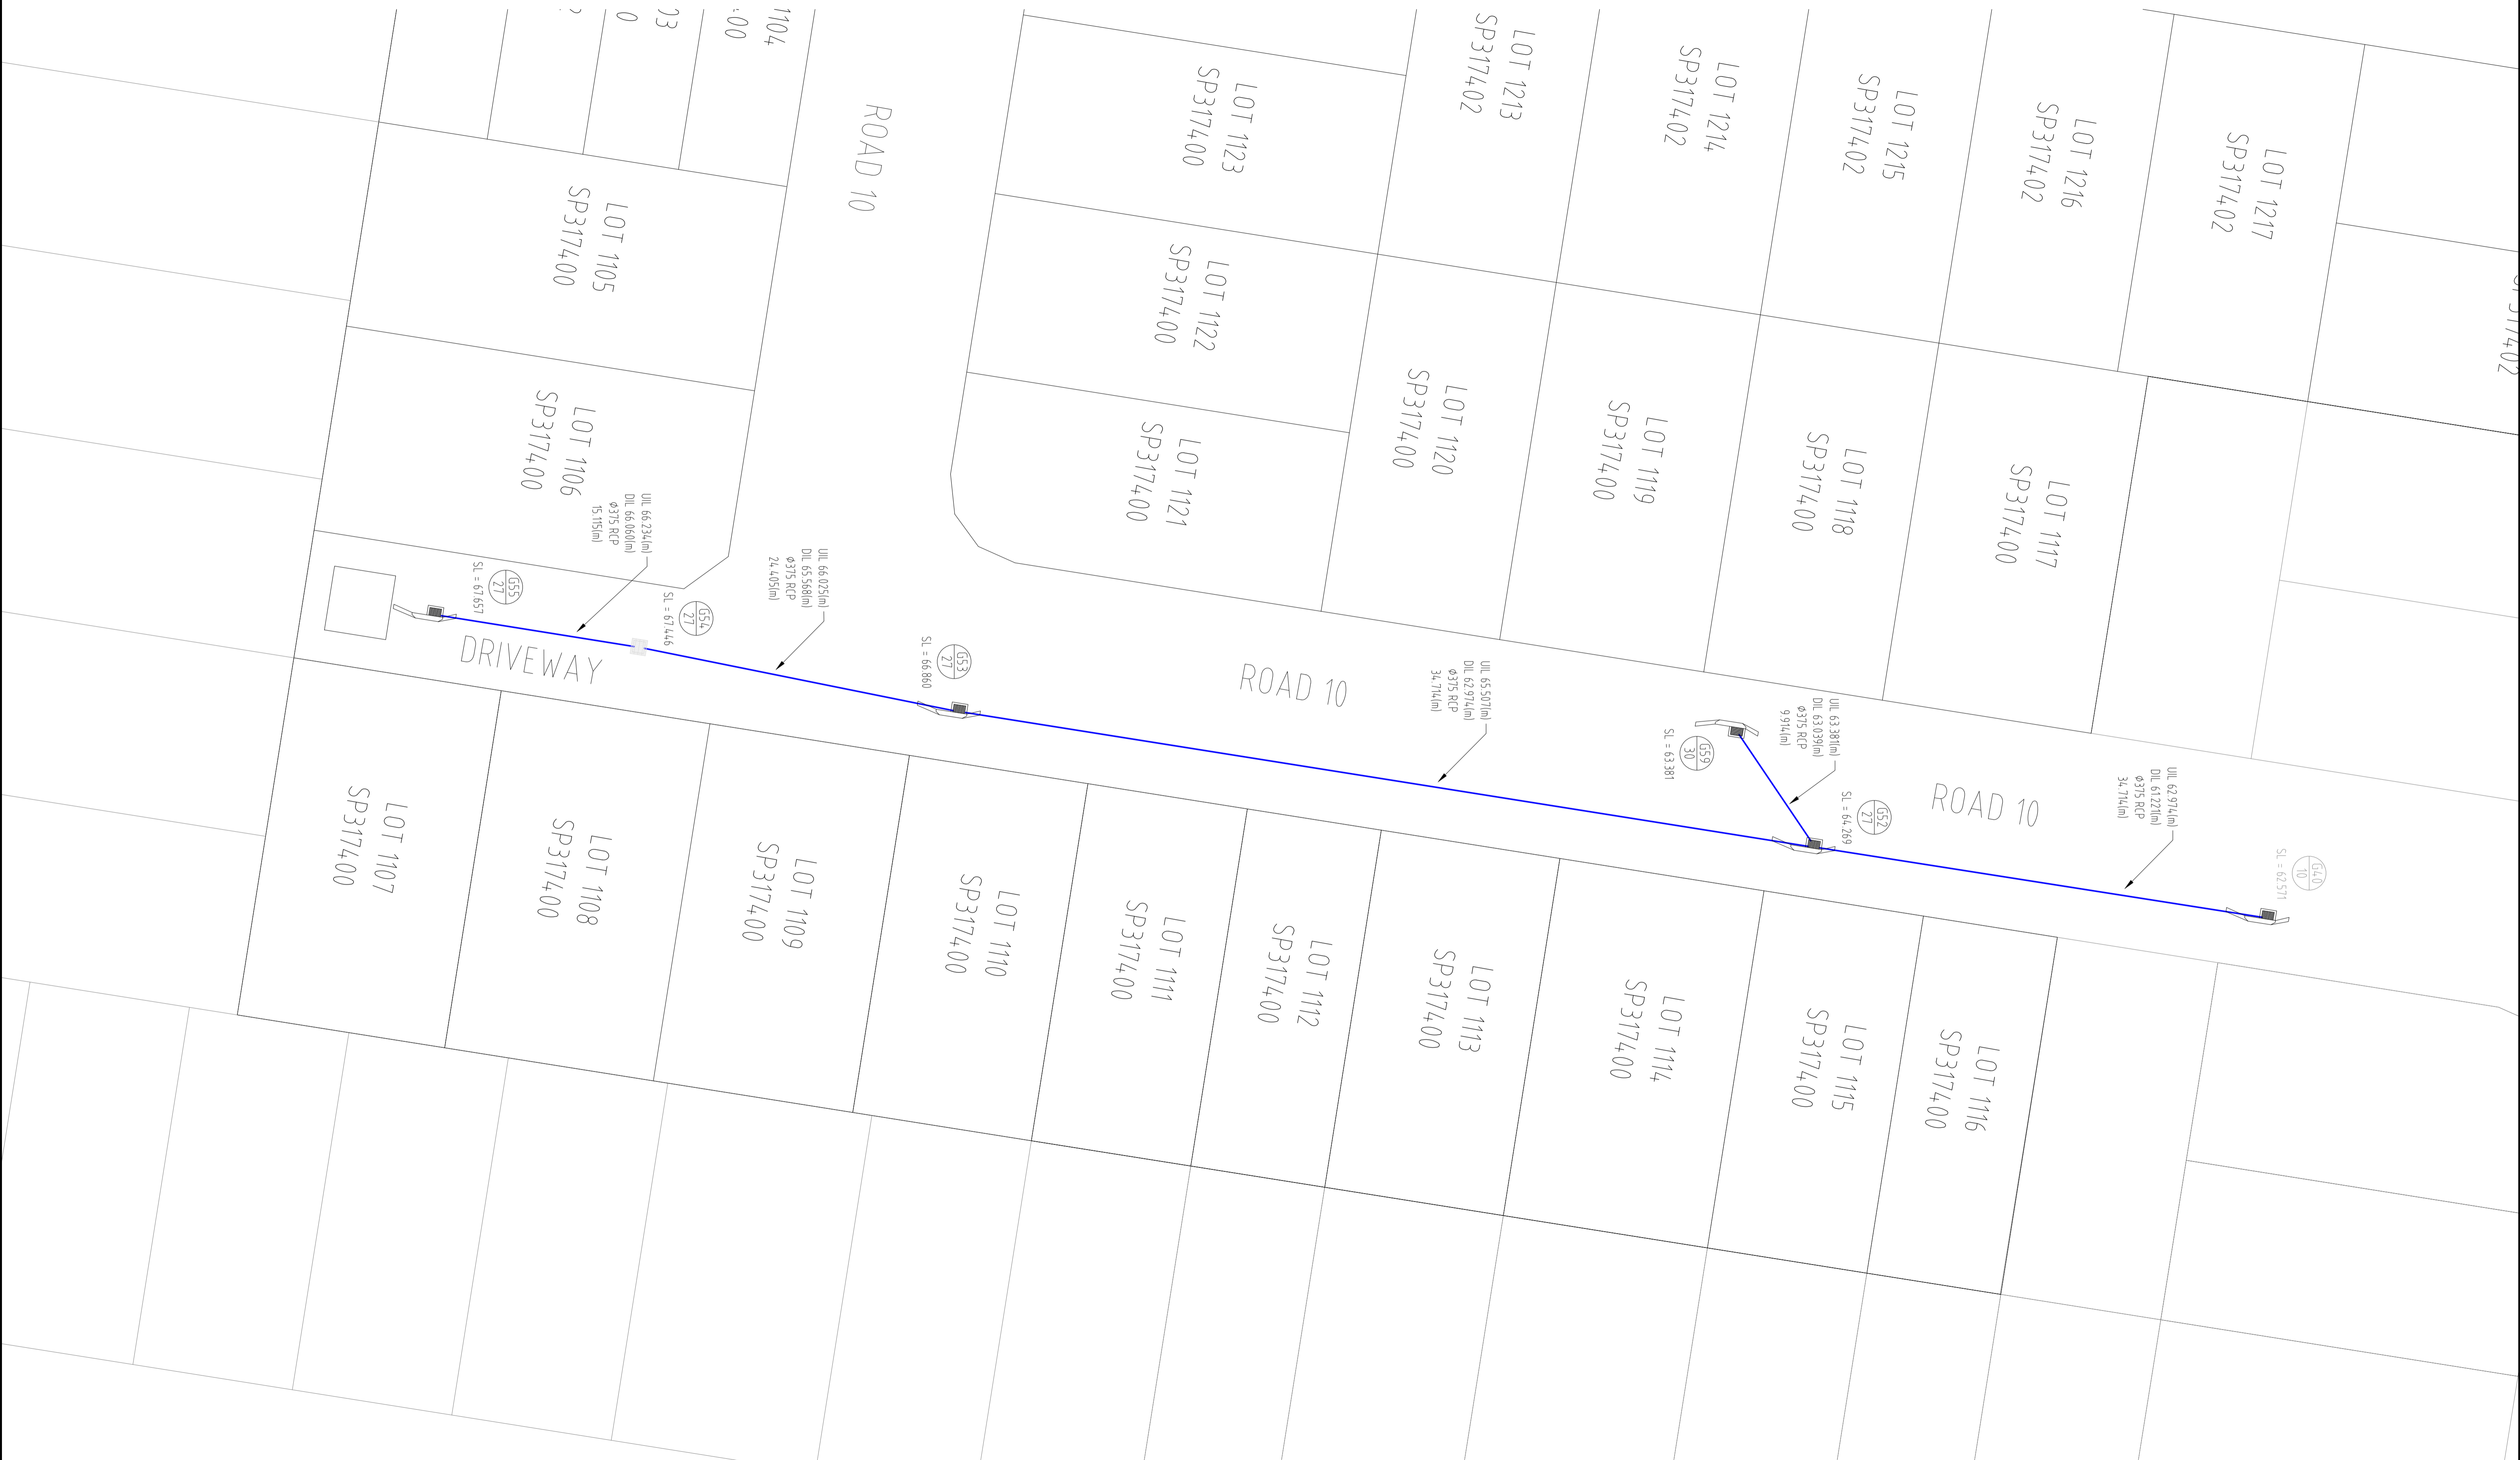 1104
ROAD 10
LOT 1123
SP317400
LOT 1213
SP317402
LOT 1214
SP317402
LOT 1215
SP317402
LOT 1216
SP317402
LOT 1217
SP317402
LOT 1105
SP317400
LOT 1122
SP317400
LOT 1106
SP317400
LOT 1121
SP317400
LOT 1120
SP317400
LOT 1119
SP317400
LOT 1118
SP317400
LOT 1117
SP317400
UIL 66.234(m)
DIL 66.060(m)
Ø375 RCP
15.115(m)
UIL 66.025(m)
DIL 65.568(m)
Ø375 RCP
24.405(m)
G55
27
SL = 67.657
G54
27
SL = 67.446
G53
27
SL = 66.860
DRIVEWAY
ROAD 10
UIL 65.507(m)
DIL 62.974(m)
Ø375 RCP
34.714(m)
G59
30
SL = 63.381
UIL 63.381(m)
DIL 63.039(m)
Ø375 RCP
9.914(m)
G52
27
SL = 64.269
ROAD 10
UIL 62.974(m)
DIL 61.221(m)
Ø375 RCP
34.714(m)
G40
10
SL = 62.571
LOT 1107
SP317400
LOT 1108
SP317400
LOT 1109
SP317400
LOT 1110
SP317400
LOT 1111
SP317400
LOT 1112
SP317400
LOT 1113
SP317400
LOT 1114
SP317400
LOT 1115
SP317400
LOT 1116
SP317400